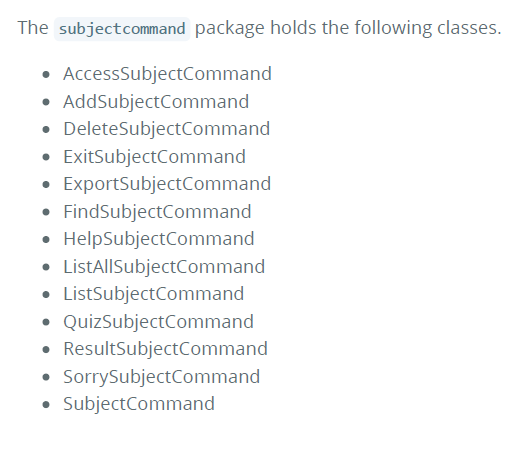 The subjectcommand package holds the following classes.
AccessSubjectCommand
AddSubjectCommand
DeleteSubjectCommand
ExitSubjectCommand
ExportSubjectCommand
FindSubjectCommand
HelpSubjectCommand
ListAllSubjectCommand
ListSubjectCommand
QuizSubjectCommand
ResultSubjectCommand
SorrySubjectCommand
SubjectCommand